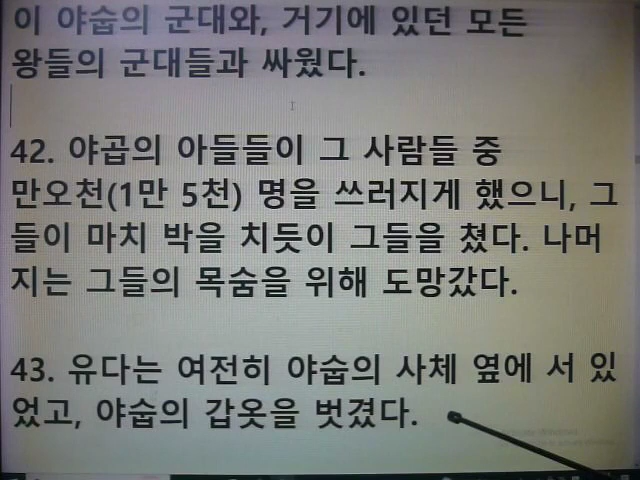 이 야숩의 군대와, 거기에 있던 모든
왕들의 군대들과 싸웠다.
42. 야곱의 아들들이 그 사람들 중
만오천(1만 5천) 명을 쓰러지게 했으니, 그
들이 마치 박을 치듯이 그들을 쳤다. 나머
지는 그들의 목숨을 위해 도망갔다.
43. 유다는 여전히 야숩의 사체 옆에 서 있
었고, 야숩의 갑옷을 벗겼다.